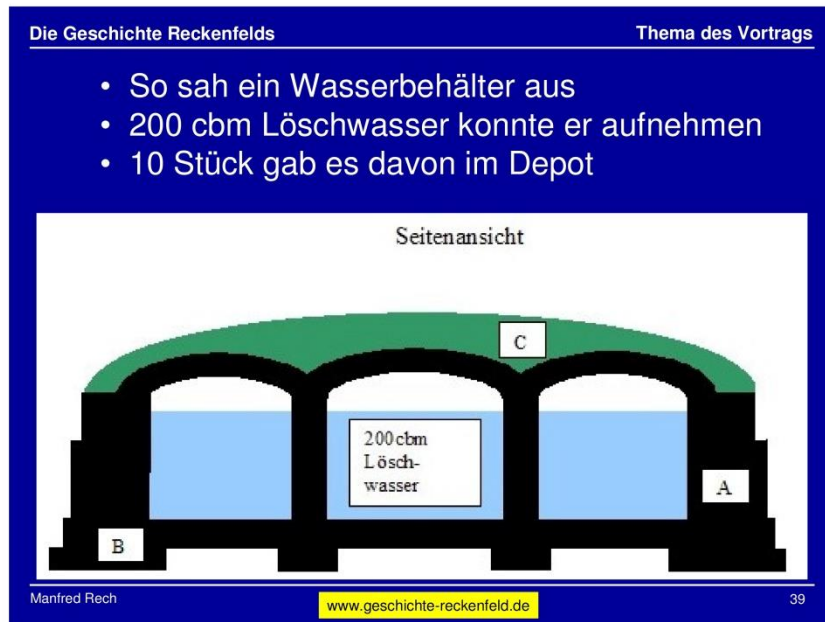 Die Geschichte Reckenfelds
Thema des Vortrags
• So sah ein Wasserbehälter aus
• 200 cbm Löschwasser konnte er aufnehmen
• 10 Stück gab es davon im Depot
Seitenansicht
C
200cbm
Lösch-
wasser
A
B
Manfred Rech
www.geschichte-reckenfeld.de
39